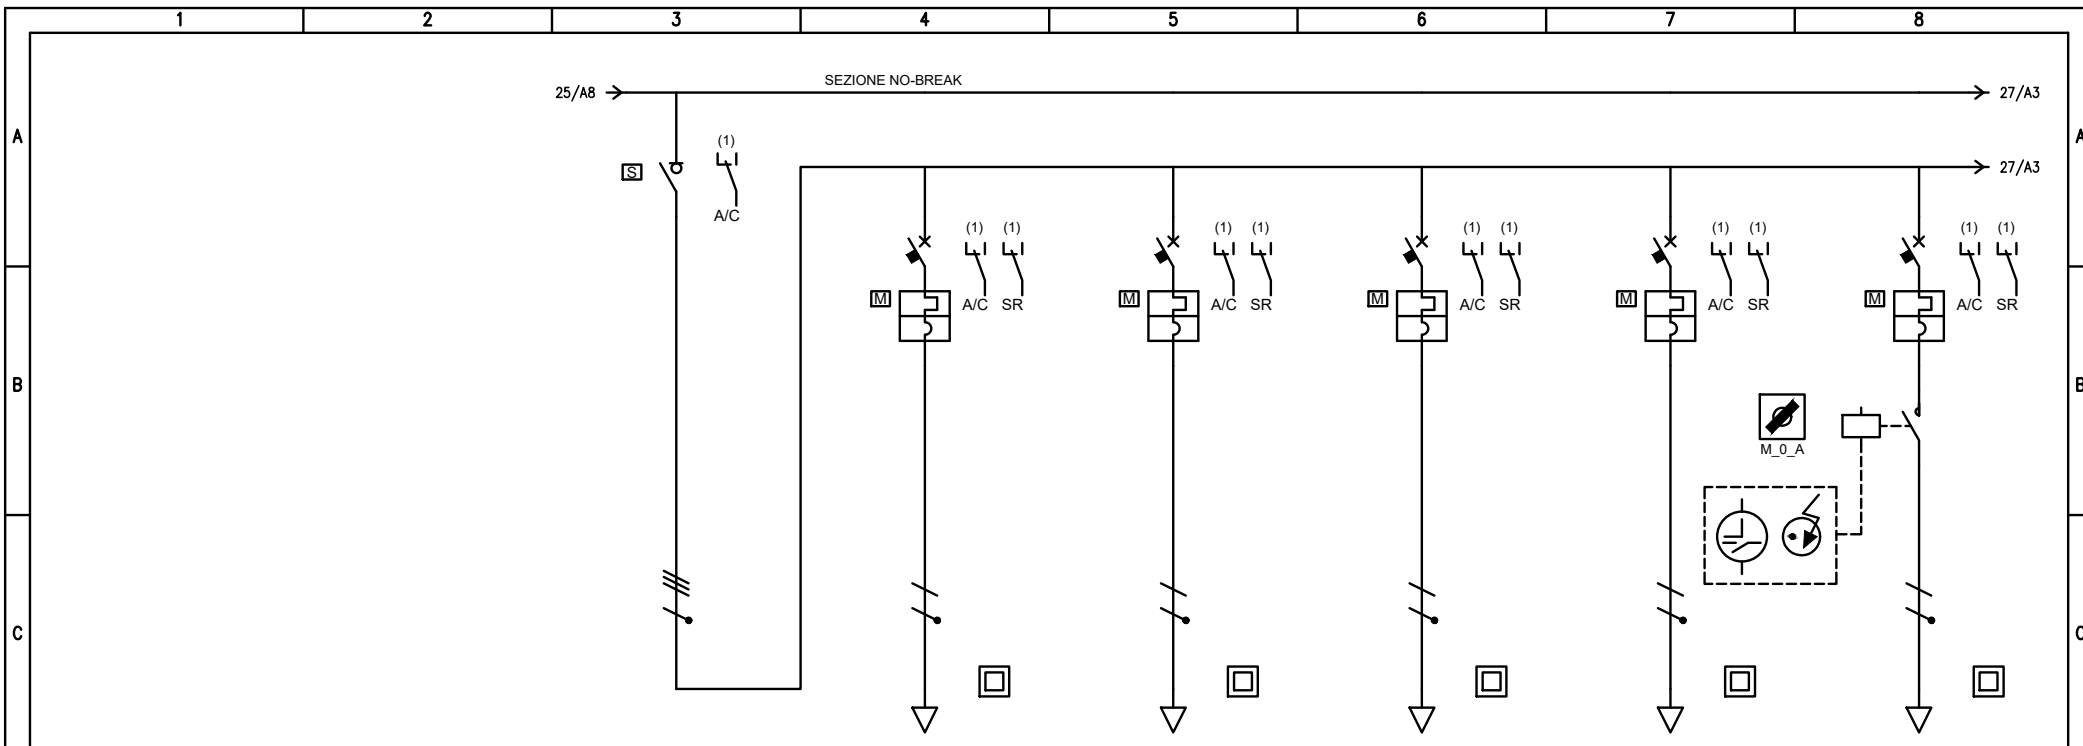 1 2 3 4 5 6 7 8
SEZIONE NO-BREAK
25/A8 27/A3
A A
(1)
27/A3
S
A/C
(1) (1) (1) (1) (1) (1) (1) (1) (1) (1)
M A/C SR M A/C SR M A/C SR M A/C SR M A/C SR
B B
M_0_A
C C